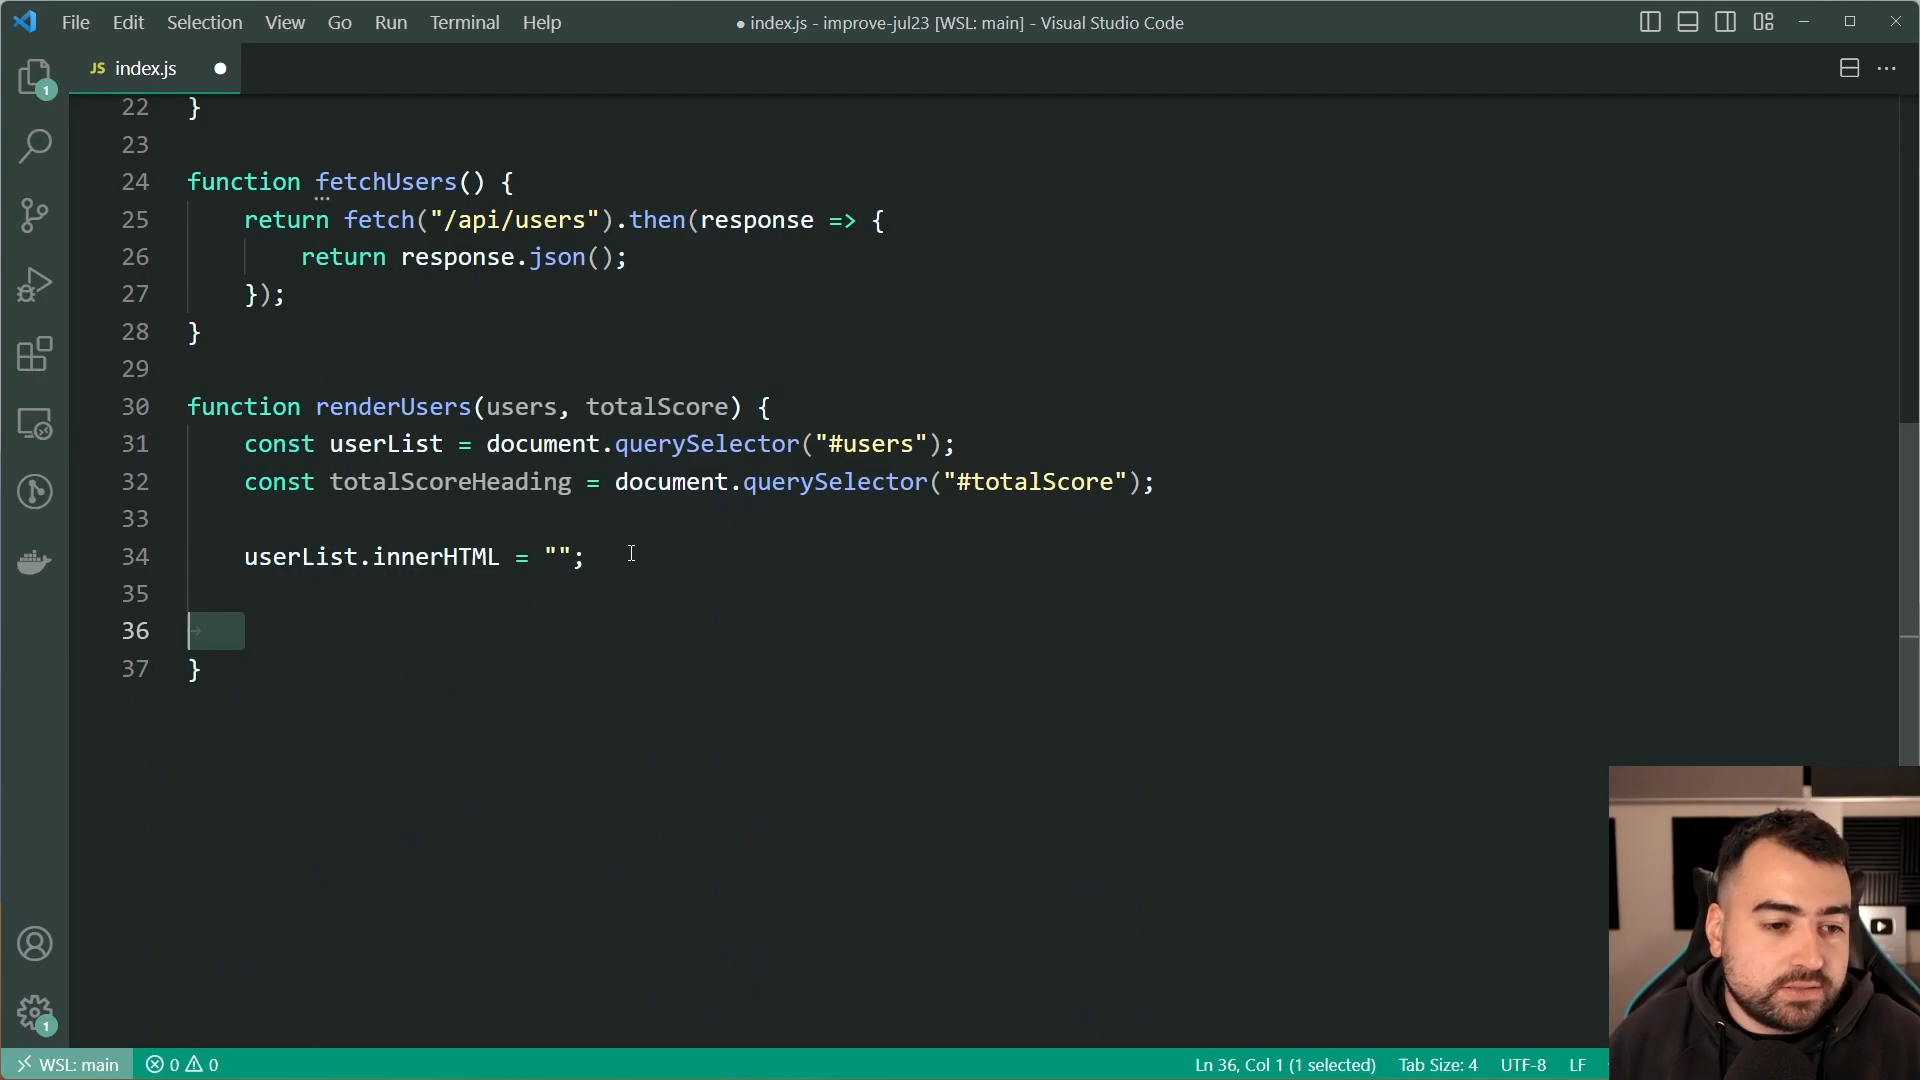 File Edit Selection View Go Run Terminal Help
● index.js - improve-jul23 [WSL: main] - Visual Studio Code
JS index.js
1
22 }
23
24 function fetchUsers() {
25 return fetch("/api/users").then(response => {
26 return response.json();
27 });
28 }
29
30 function renderUsers(users, totalScore) {
31 const userList = document.querySelector("#users");
32 const totalScoreHeading = document.querySelector("#totalScore");
33
34 userList.innerHTML = "";
35
36
37 }
1
WSL: main 0 0 Ln 36, Col 1 (1 selected) Tab Size: 4 UTF-8 LF